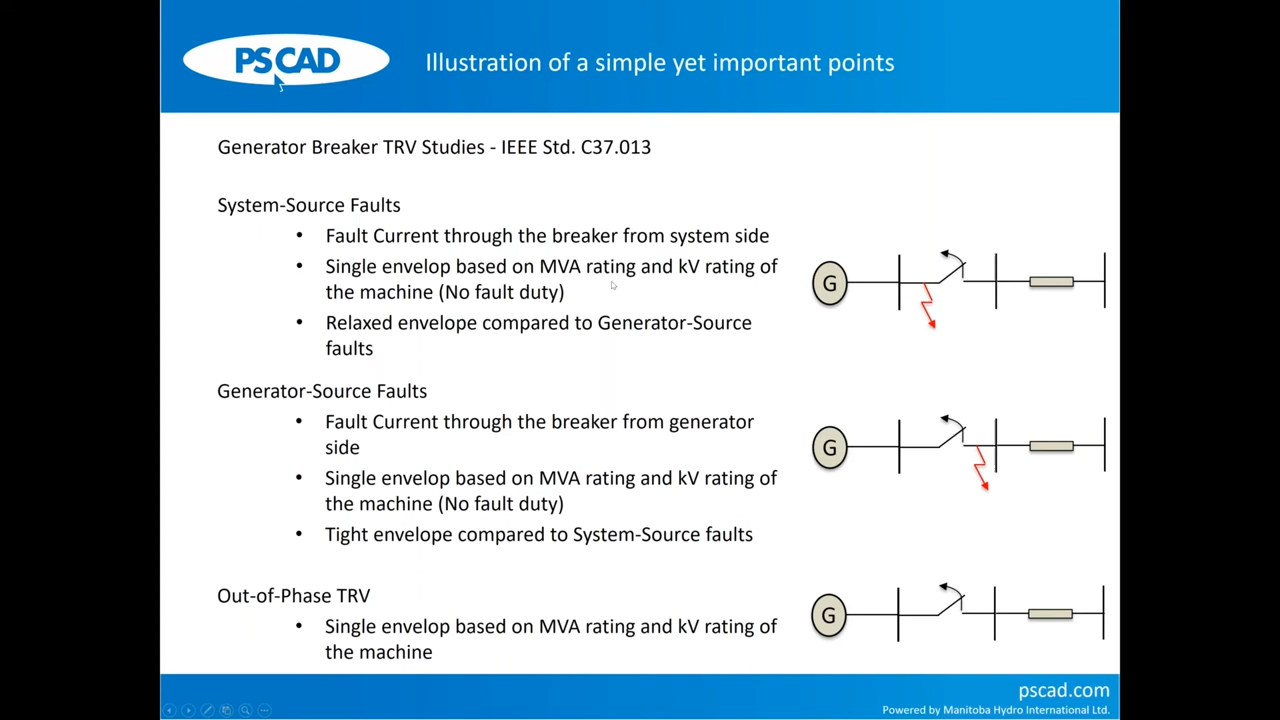 PSCAD
Illustration of a simple yet important points
Generator Breaker TRV Studies - IEEE Std. C37.013
System-Source Faults
• Fault Current through the breaker from system side
• Single envelop based on MVA rating and kV rating of
the machine (No fault duty)
• Relaxed envelope compared to Generator-Source
faults
G
Generator-Source Faults
• Fault Current through the breaker from generator
side
• Single envelop based on MVA rating and kV rating of
the machine (No fault duty)
• Tight envelope compared to System-Source faults
G
Out-of-Phase TRV
• Single envelop based on MVA rating and kV rating of
the machine
G
pscad.com
Powered by Manitoba Hydro International Ltd.